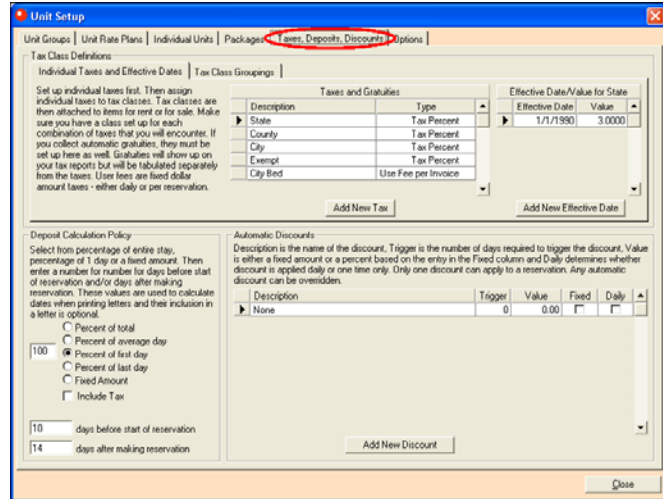 Unit Setup
Unit Groups | Unit Rate Plans | Individual Units | Packages | Taxes, Deposits, Discounts | Options
Tax Class Definitions
Individual Taxes and Effective Dates | Tax Class Groupings
Set up individual taxes first. Then assign
individual taxes to tax classes. Tax classes are
then attached to items for rent or for sale. Make
sure you have a class set up for each
combination of taxes that you will encounter. If
you collect automatic gratuities, they must be
set up here as well. Gratuities will show up on
your tax reports but will be tabulated separately
from the taxes. User fees are fixed dollar
amount taxes - either daily or per reservation.
Taxes and Gratuities
Description Type
State Tax Percent
County Tax Percent
City Tax Percent
Exempt Tax Percent
City Bed Use Fee per Invoice
Add New Tax
Effective Date/Value for State
Effective Date Value
1/1/1990 3.0000
Add New Effective Date
Deposit Calculation Policy
Select from percentage of entire stay,
percentage of 1 day or a fixed amount. Then
enter a number for number for days before start
of reservation and/or days after making
reservation. These values are used to calculate
dates when printing letters and their inclusion in
a letter is optional.
100
Percent of total
Percent of average day
Percent of first day
Percent of last day
Fixed Amount
Include Tax
10 days before start of reservation
14 days after making reservation
Automatic Discounts
Description is the name of the discount, Trigger is the number of days required to trigger the discount, Value
is either a fixed amount or a percent based on the entry in the Fixed column and Daily determines whether
discount is applied daily or one time only. Only one discount can apply to a reservation. Any automatic
discount can be overridden.
Description Trigger Value Fixed Daily
None 0 0.00
Add New Discount
Close